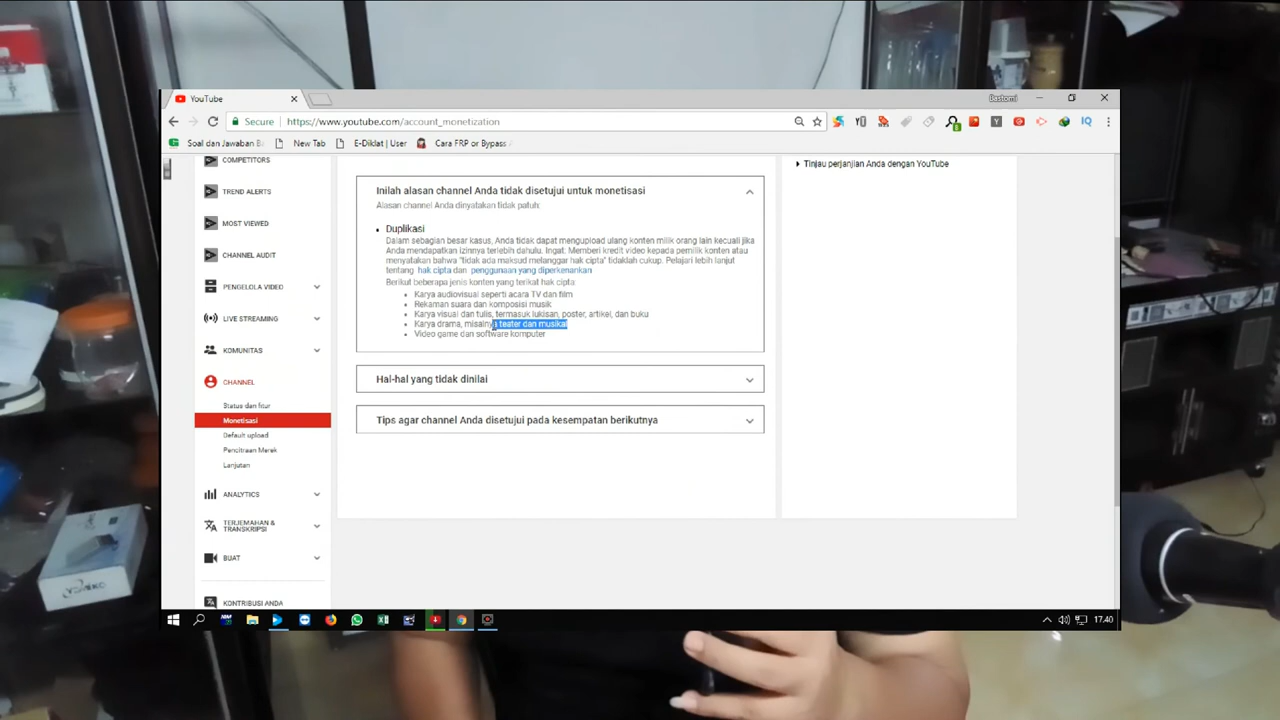 YouTube
Dastomi
Secure https://www.youtube.com/account_monetization
Soal dan Jawaban B
New Tab
E-Diklat | User
Cara FRP or Bypass
COMPETITORS
TREND ALERTS
MOST VIEWED
CHANNEL AUDIT
PENGELOLA VIDEO
LIVE STREAMING
KOMUNITAS
CHANNEL
Status dan fitur
Monetisasi
Default upload
Pencitraan Merek
Lanjutan
ANALYTICS
TERJEMAHAN &
TRANSKRIPSI
BUAT
KONTRIBUSI ANDA
Inilah alasan channel Anda tidak disetujui untuk monetisasi
Alasan channel Anda dinyatakan tidak patuh:
Duplikasi
Dalam sebagian besar kasus, Anda tidak dapat mengupload ulang konten milik orang lain kecuali jika
Anda mendapatkan izinnya terlebih dahulu. Ingat: Memberi kredit video kepada pemilik konten atau
menyatakan bahwa "tidak ada maksud melanggar hak cipta" tidaklah cukup. Pelajari lebih lanjut
tentang hak cipta dan penggunaan yang diperkenankan
Berikut beberapa jenis konten yang terikat hak cipta:
Karya audiovisual seperti acara TV dan film
Rekaman suara dan komposisi musik
Karya visual dan tulis, termasuk lukisan, poster, artikel, dan buku
Karya drama, misalnya teater dan musikal
Video game dan software komputer
Hal-hal yang tidak dinilai
Tips agar channel Anda disetujui pada kesempatan berikutnya
Tinjau perjanjian Anda dengan YouTube
17.40